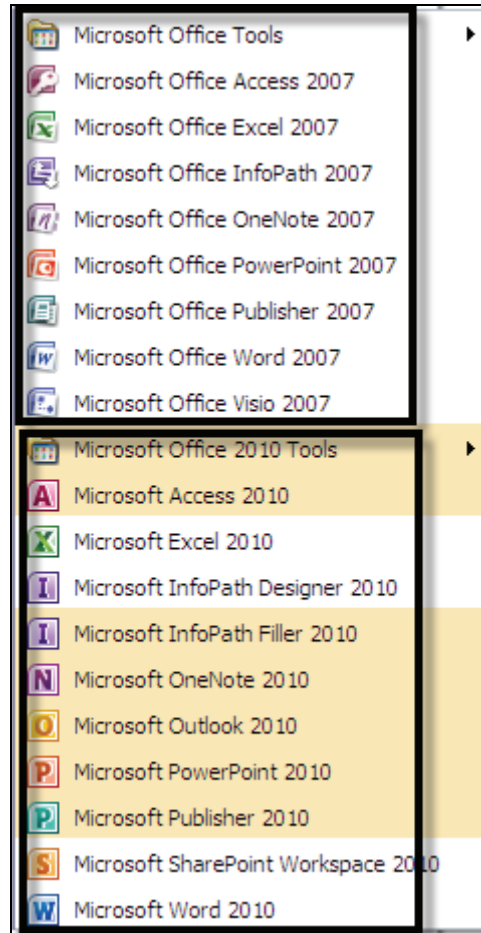 Microsoft Office Tools
Microsoft Office Access 2007
Microsoft Office Excel 2007
Microsoft Office InfoPath 2007
Microsoft Office OneNote 2007
Microsoft Office PowerPoint 2007
Microsoft Office Publisher 2007
Microsoft Office Word 2007
Microsoft Office Visio 2007
Microsoft Office 2010 Tools
Microsoft Access 2010
Microsoft Excel 2010
Microsoft InfoPath Designer 2010
Microsoft InfoPath Filler 2010
Microsoft OneNote 2010
Microsoft Outlook 2010
Microsoft PowerPoint 2010
Microsoft Publisher 2010
Microsoft SharePoint Workspace 2010
Microsoft Word 2010